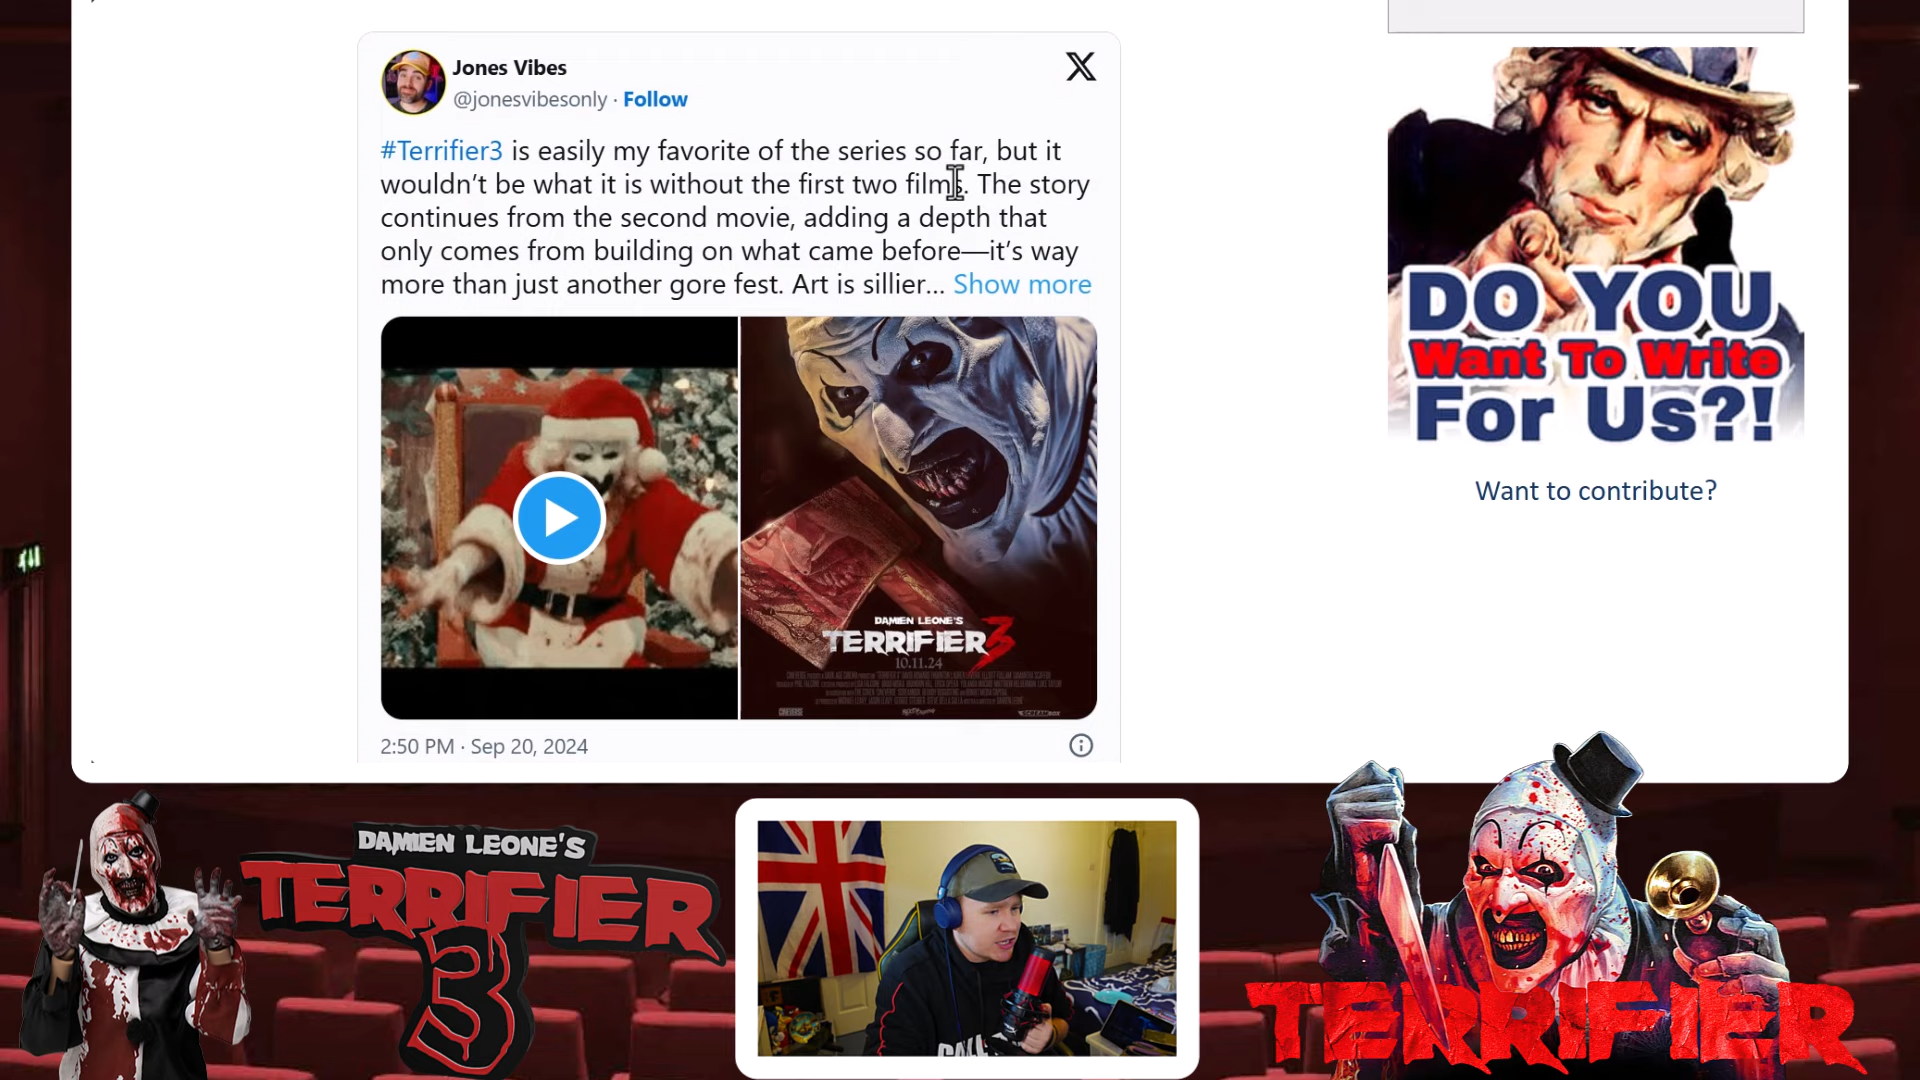 Jones Vibes
@jonesvibesonly · Follow
#Terrifier3 is easily my favorite of the series so far, but it
wouldn’t be what it is without the first two films. The story
continues from the second movie, adding a depth that
only comes from building on what came before—it’s way
more than just another gore fest. Art is sillier... Show more
DAMIEN LEONE'S
TERRIFIER 3
10.11.24
2:50 PM · Sep 20, 2024
DO YOU
Want To Write
For Us?!
Want to contribute?
DAMIEN LEONE'S
TERRIFIER
3
TERRIFIER